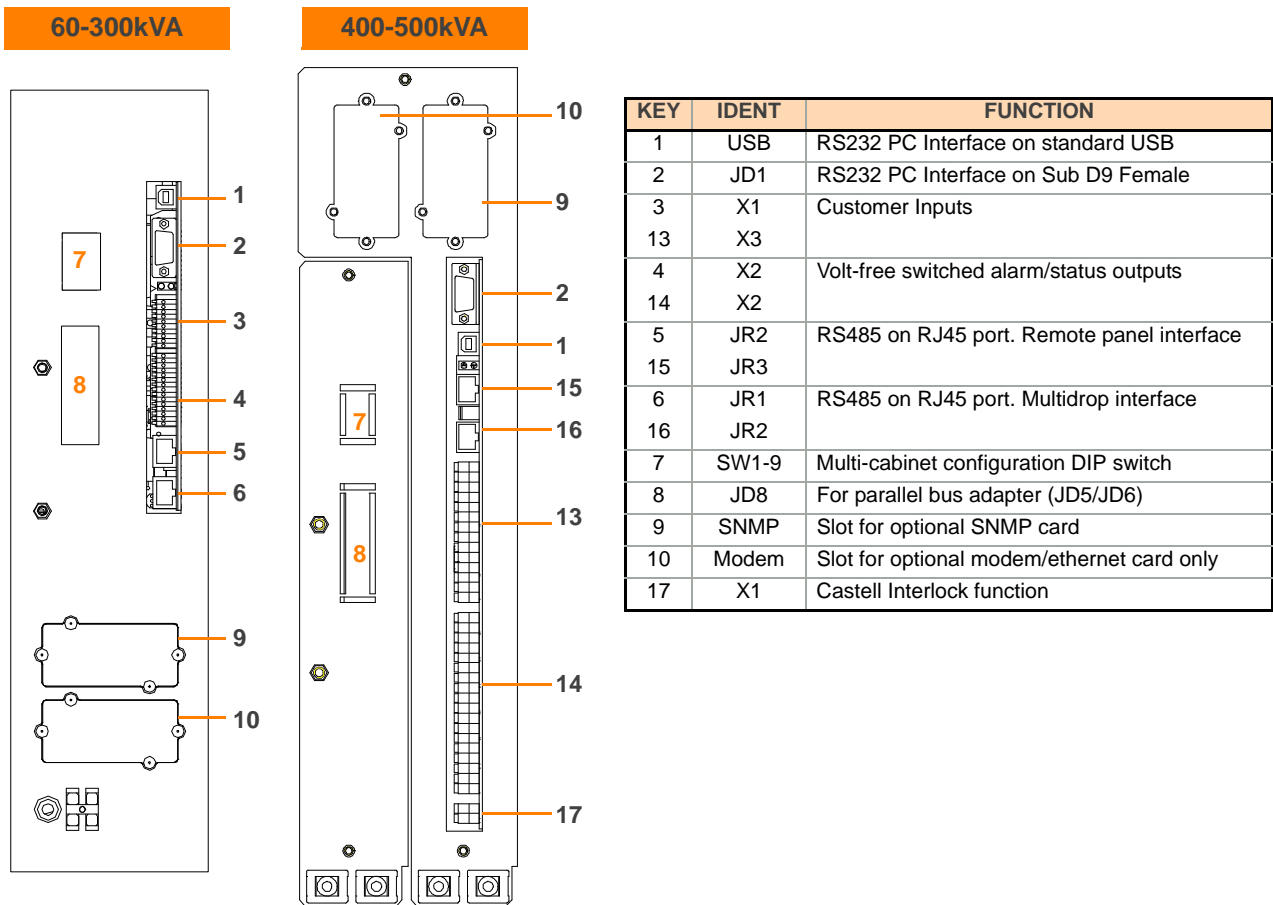 60-300kVA
400-500kVA
1
2
3
4
5
6
7
8
9
10
10
9
2
1
15
16
7
8
13
14
17
KEY IDENT FUNCTION
1 USB RS232 PC Interface on standard USB
2 JD1 RS232 PC Interface on Sub D9 Female
3 X1 Customer Inputs
13 X3
4 X2 Volt-free switched alarm/status outputs
14 X2
5 JR2 RS485 on RJ45 port. Remote panel interface
15 JR3
6 JR1 RS485 on RJ45 port. Multidrop interface
16 JR2
7 SW1-9 Multi-cabinet configuration DIP switch
8 JD8 For parallel bus adapter (JD5/JD6)
9 SNMP Slot for optional SNMP card
10 Modem Slot for optional modem/ethernet card only
17 X1 Castell Interlock function